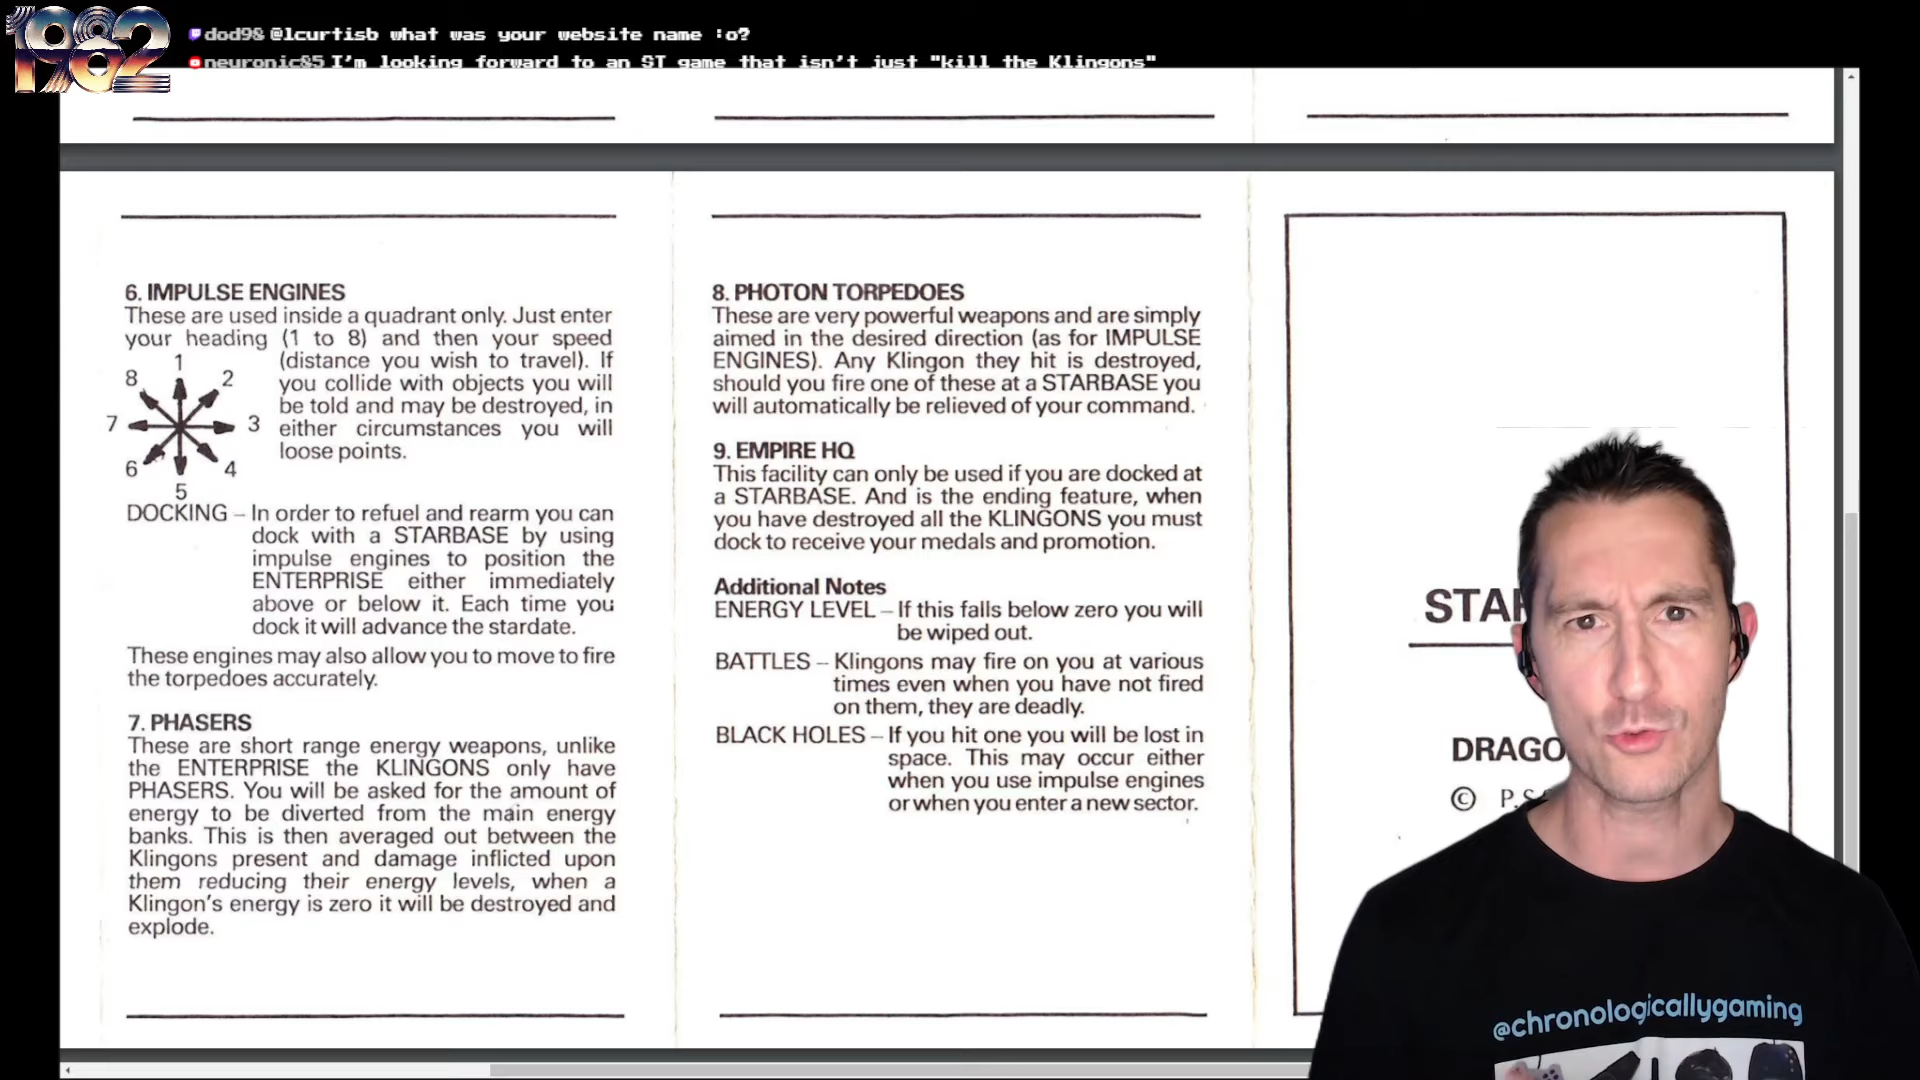 1982
dod98 @lcurtisb what was your website name :o?
neuronic85 I'm looking forward to an ST game that isn't just "kill the Klingons"
6. IMPULSE ENGINES
These are used inside a quadrant only. Just enter
your heading (1 to 8) and then your speed
(distance you wish to travel). If
you collide with objects you will
be told and may be destroyed, in
either circumstances you will
loose points.
1
8 2
7 3
6 4
5
DOCKING – In order to refuel and rearm you can
dock with a STARBASE by using
impulse engines to position the
ENTERPRISE either immediately
above or below it. Each time you
dock it will advance the stardate.
These engines may also allow you to move to fire
the torpedoes accurately.
7. PHASERS
These are short range energy weapons, unlike
the ENTERPRISE the KLINGONS only have
PHASERS. You will be asked for the amount of
energy to be diverted from the main energy
banks. This is then averaged out between the
Klingons present and damage inflicted upon
them reducing their energy levels, when a
Klingon's energy is zero it will be destroyed and
explode.
8. PHOTON TORPEDOES
These are very powerful weapons and are simply
aimed in the desired direction (as for IMPULSE
ENGINES). Any Klingon they hit is destroyed,
should you fire one of these at a STARBASE you
will automatically be relieved of your command.
9. EMPIRE HQ
This facility can only be used if you are docked at
a STARBASE. And is the ending feature, when
you have destroyed all the KLINGONS you must
dock to receive your medals and promotion.
Additional Notes
ENERGY LEVEL – If this falls below zero you will
be wiped out.
BATTLES – Klingons may fire on you at various
times even when you have not fired
on them, they are deadly.
BLACK HOLES – If you hit one you will be lost in
space. This may occur either
when you use impulse engines
or when you enter a new sector.
STAR
DRAGO
© P.S
@chronologicallygaming